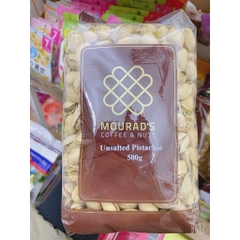 MOURAD'S
COFFEE & NUTS
Unsalted Pistachio
500g